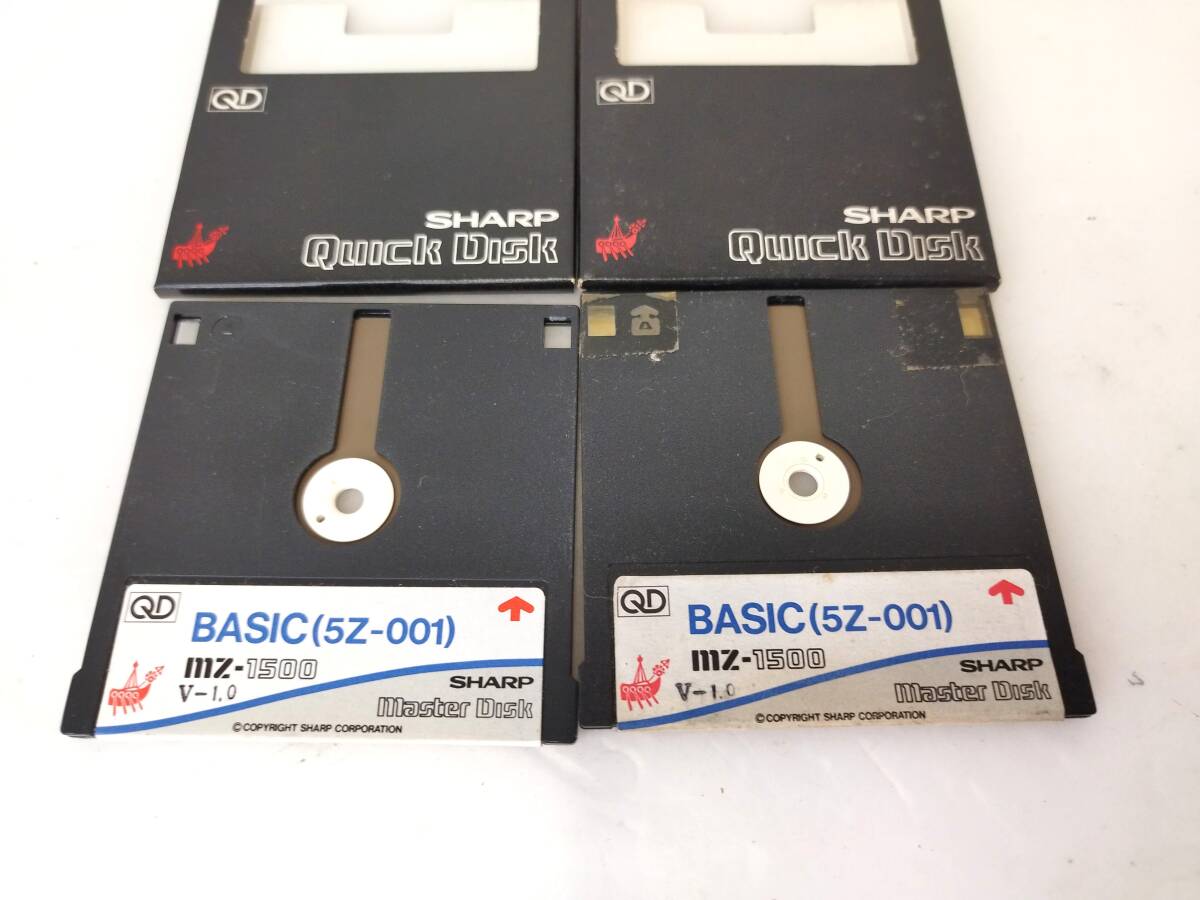 QD
SHARP
Quick Disk
QD
SHARP
Quick Disk
QD
BASIC(5Z-001)
mz-1500
V-1.0
SHARP
Master Disk
©COPYRIGHT SHARP CORPORATION
QD
BASIC(5Z-001)
mz-1500
V-1.0
SHARP
Master Disk
©COPYRIGHT SHARP CORPORATION